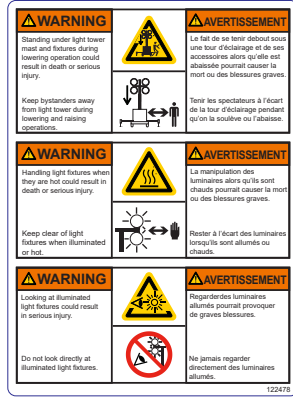 WARNING
Standing under light tower
mast and fixtures during
lowering operation could
result in death or serious
injury.
Keep bystanders away
from light tower during
lowering and raising
operations.
AVERTISSEMENT
Le fait de se tenir debout sous
une tour d'éclairage et de ses
accessoires alors qu'elle est
abaissée pourrait causer la
mort ou des blessures graves.
Tenir les spectateurs à l'écart
de la tour d'éclairage pendant
qu'on la soulève ou l'abaisse.
WARNING
Handling light fixtures when
they are hot could result in
death or serious injury.
Keep clear of light
fixtures when illuminated
or hot.
AVERTISSEMENT
La manipulation des
luminaires alors qu'ils sont
chauds pourrait causer la mort
ou des blessures graves.
Rester à l'écart des luminaires
lorsqu'ils sont allumés ou
chauds.
WARNING
Looking at illuminated
light fixtures could result
in serious injury.
Do not look directly at
illuminated light fixtures.
AVERTISSEMENT
Regarderdes luminaires
allumés pourrait provoquer
de graves blessures.
Ne jamais regarder
directement des luminaires
allumés.
122478